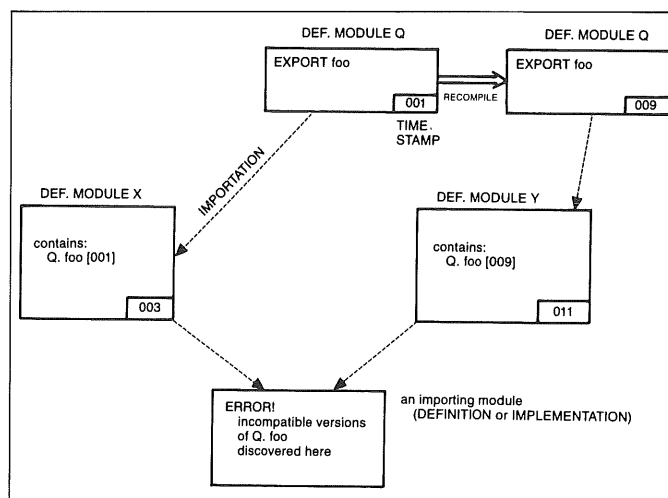 DEF. MODULE Q
DEF. MODULE Q
EXPORT foo
EXPORT foo
RECOMPILE
001
009
TIME.
STAMP
IMPORTATION
DEF. MODULE X
DEF. MODULE Y
contains:
Q. foo [001]
contains:
Q. foo [009]
003
011
ERROR!
incompatible versions
of Q. foo
discovered here
an importing module
(DEFINITION or IMPLEMENTATION)